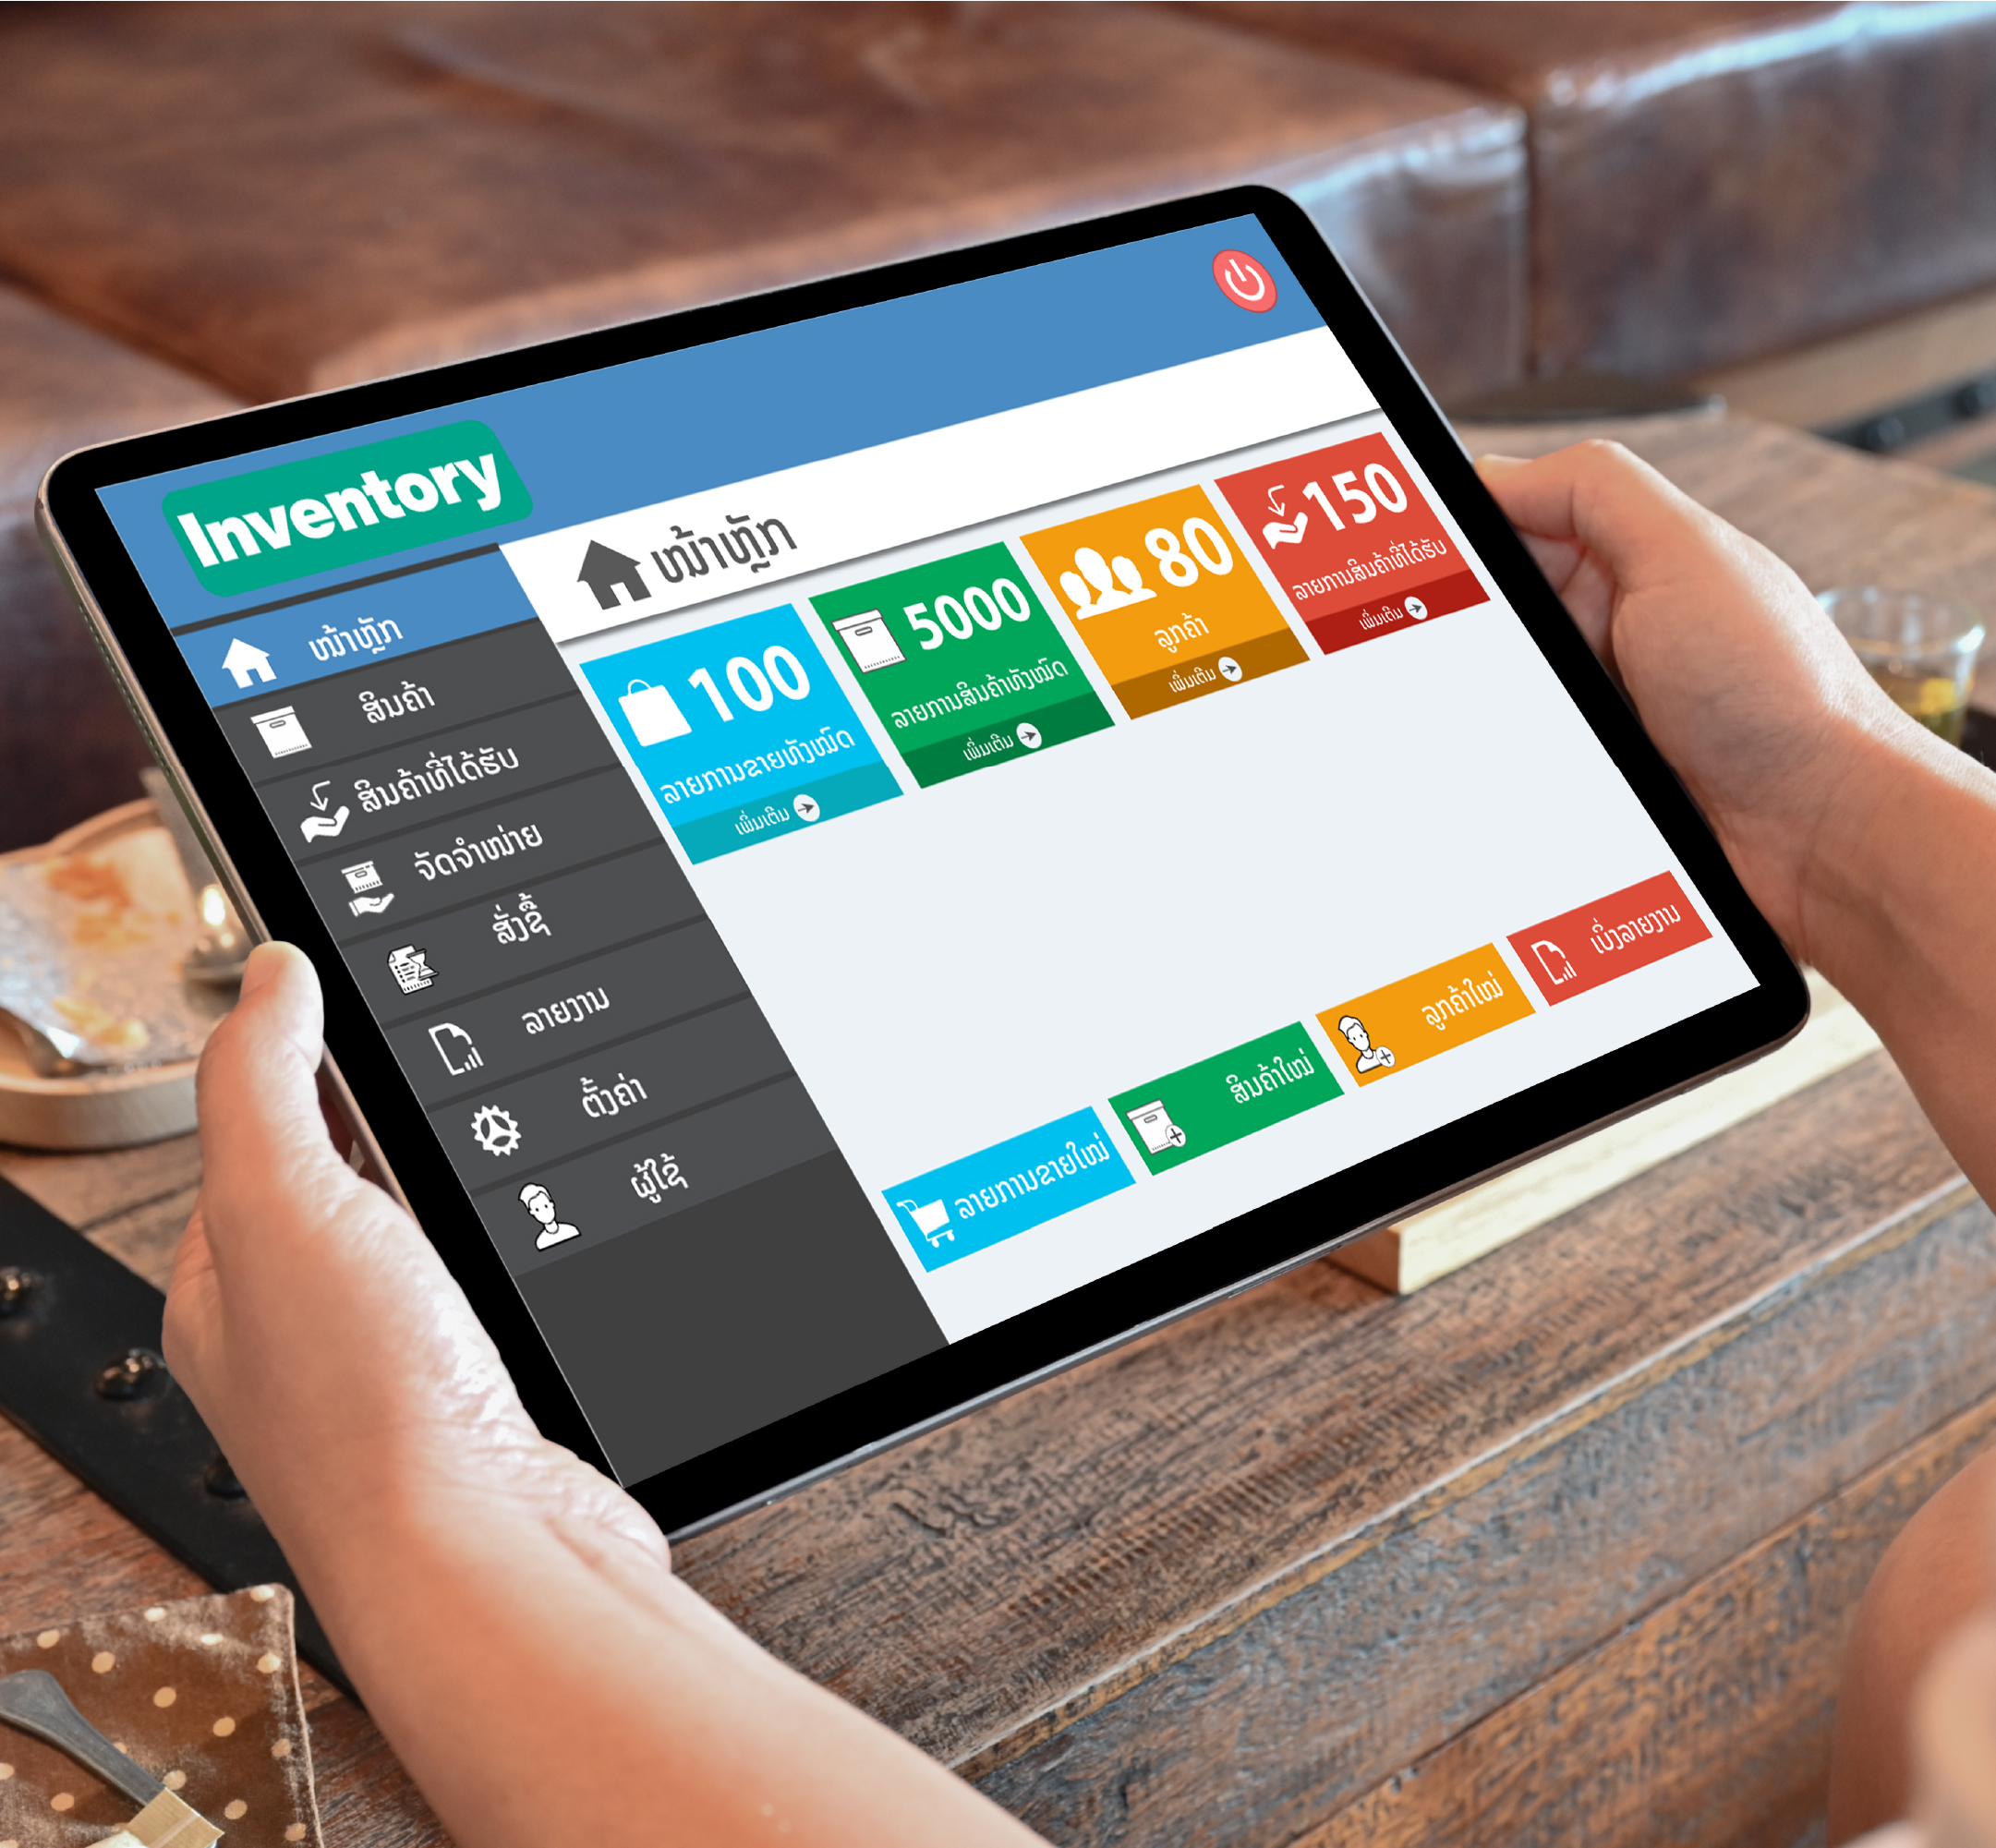 Inventory
ໜ້າຫຼັກ
ໜ້າຫຼັກ
ສິນຄ້າ
ສິນຄ້າທີ່ໄດ້ຮັບ
ຈັດຈຳໜ່າຍ
ສັ່ງຊື້
ລາຍງານ
ຕັ້ງຄ່າ
ຜູ້ໃຊ້
100
ລາຍການຂາຍທັງໝົດ
ເພີ່ມເຕີມ
5000
ລາຍການສິນຄ້າທັງໝົດ
ເພີ່ມເຕີມ
80
ລູກຄ້າ
ເພີ່ມເຕີມ
150
ລາຍການສິນຄ້າທີ່ໄດ້ຮັບ
ເພີ່ມເຕີມ
ລາຍການຂາຍໃໝ່
ສິນຄ້າໃໝ່
ລູກຄ້າໃໝ່
ເບິ່ງລາຍງານ